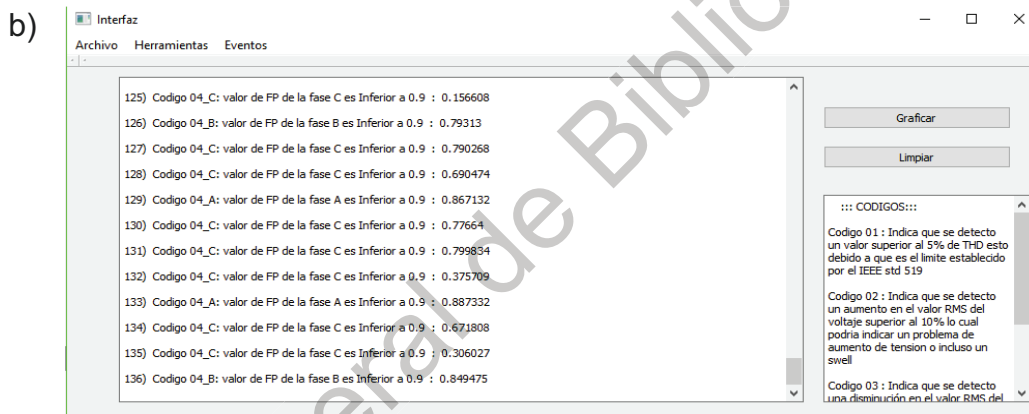 b)
Interfaz
Archivo Herramientas Eventos
125) Codigo 04_C: valor de FP de la fase C es Inferior a 0.9 : 0.156608
126) Codigo 04_B: valor de FP de la fase B es Inferior a 0.9 : 0.79313
127) Codigo 04_C: valor de FP de la fase C es Inferior a 0.9 : 0.790268
128) Codigo 04_C: valor de FP de la fase C es Inferior a 0.9 : 0.690474
129) Codigo 04_A: valor de FP de la fase A es Inferior a 0.9 : 0.867132
130) Codigo 04_C: valor de FP de la fase C es Inferior a 0.9 : 0.77664
131) Codigo 04_C: valor de FP de la fase C es Inferior a 0.9 : 0.799834
132) Codigo 04_C: valor de FP de la fase C es Inferior a 0.9 : 0.375709
133) Codigo 04_A: valor de FP de la fase A es Inferior a 0.9 : 0.887332
134) Codigo 04_C: valor de FP de la fase C es Inferior a 0.9 : 0.671808
135) Codigo 04_C: valor de FP de la fase C es Inferior a 0.9 : 0.306027
136) Codigo 04_B: valor de FP de la fase B es Inferior a 0.9 : 0.849475
Graficar
Limpiar
::: CODIGOS:::
Codigo 01 : Indica que se detecto
un valor superior al 5% de THD esto
debido a que es el limite establecido
por el IEEE std 519
Codigo 02 : Indica que se detecto
un aumento en el valor RMS del
voltaje superior al 10% lo cual
podria indicar un problema de
aumento de tension o incluso un
swell
Codigo 03 : Indica que se detecto
una disminución en el valor RMS del
eral de Biblio